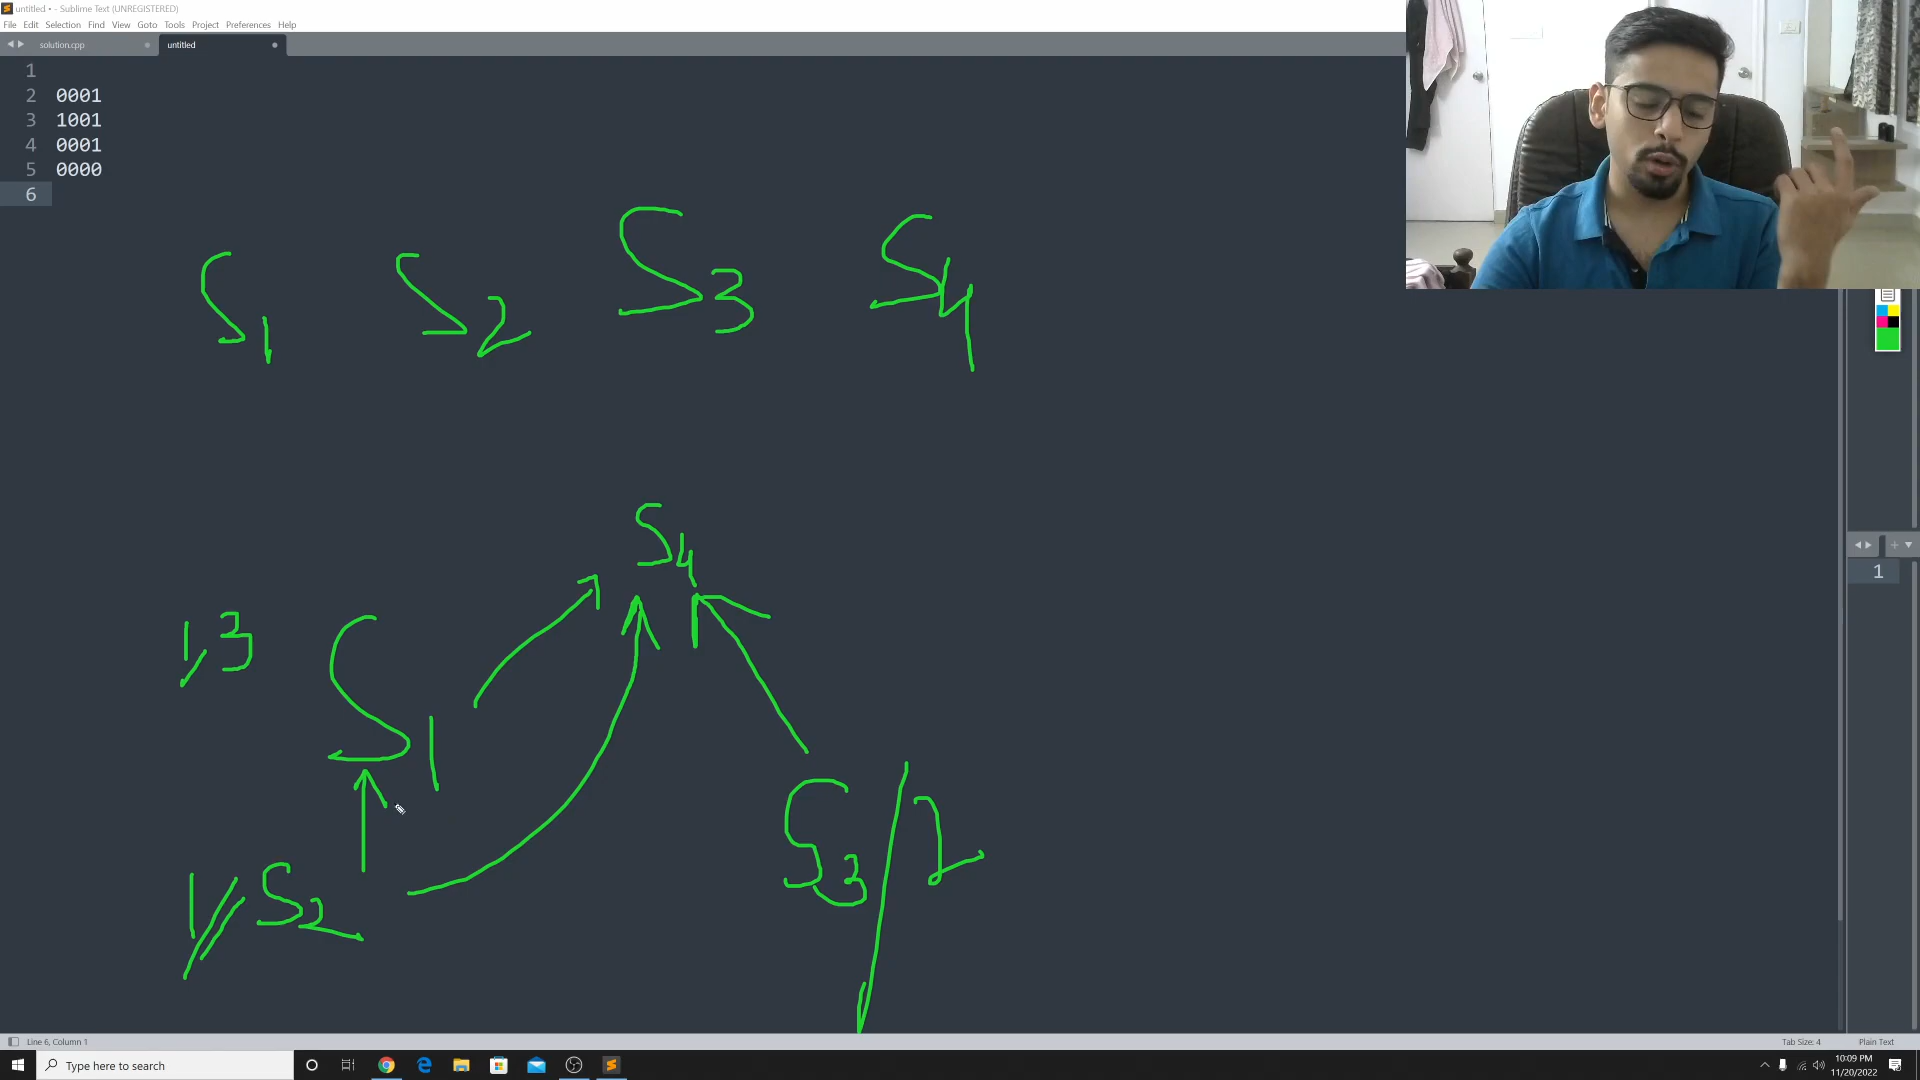 untitled • - Sublime Text (UNREGISTERED)
File Edit Selection Find View Goto Tools Project Preferences Help
solution.cpp untitled
1
2 0001
3 1001
4 0001
5 0000
6
S1 S2 S3 S4
S4
1,3 S1
S3 2
1 S2
1
Line 6, Column 1 Tab Size: 4 Plain Text
Type here to search
10:09 PM
11/20/2022